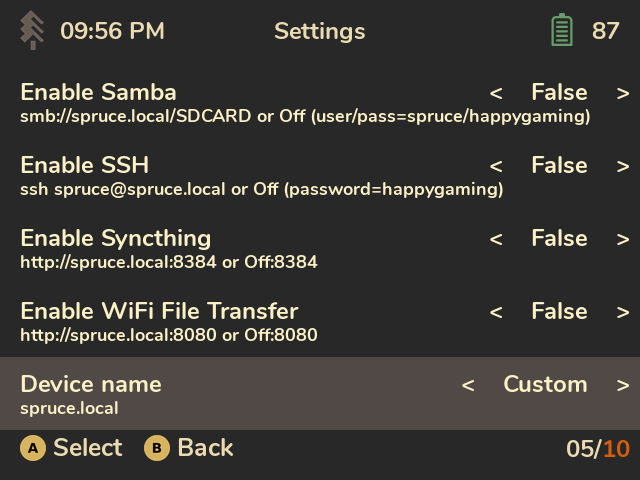 09:56 PM Settings 87
Enable Samba < False >
smb://spruce.local/SDCARD or Off (user/pass=spruce/happygaming)
Enable SSH < False >
ssh spruce@spruce.local or Off (password=happygaming)
Enable Syncthing < False >
http://spruce.local:8384 or Off:8384
Enable WiFi File Transfer < False >
http://spruce.local:8080 or Off:8080
Device name < Custom >
spruce.local
A Select B Back 05/10